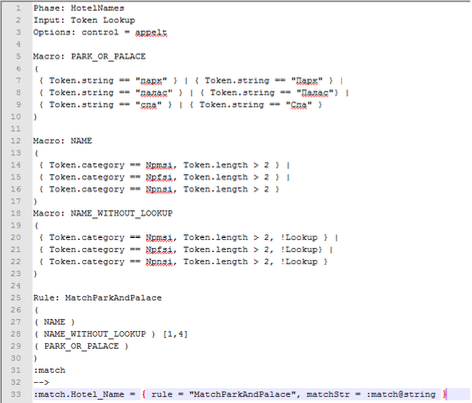 1 Phase: HotelNames
2 Input: Token Lookup
3 Options: control = appelt
4
5 Macro: PARK_OR_PALACE
6 (
7 { Token.string == "парк" } | { Token.string == "Парк" } |
8 { Token.string == "палас" } | { Token.string == "Палас"} |
9 { Token.string == "спа" } | { Token.string == "Спа" }
10 )
11
12 Macro: NAME
13 (
14 { Token.category == Npmsi, Token.length > 2 } |
15 { Token.category == Npfsi, Token.length > 2 } |
16 { Token.category == Npnsi, Token.length > 2 }
17 )
18 Macro: NAME_WITHOUT_LOOKUP
19 (
20 { Token.category == Npmsi, Token.length > 2, !Lookup } |
21 { Token.category == Npfsi, Token.length > 2, !Lookup} |
22 { Token.category == Npnsi, Token.length > 2, !Lookup }
23 )
24
25 Rule: MatchParkAndPalace
26 (
27 ( NAME )
28 ( NAME_WITHOUT_LOOKUP ) [1,4]
29 ( PARK_OR_PALACE )
30 )
31 :match
32 -->
33 :match.Hotel_Name = { rule = "MatchParkAndPalace", matchStr = :match@string }